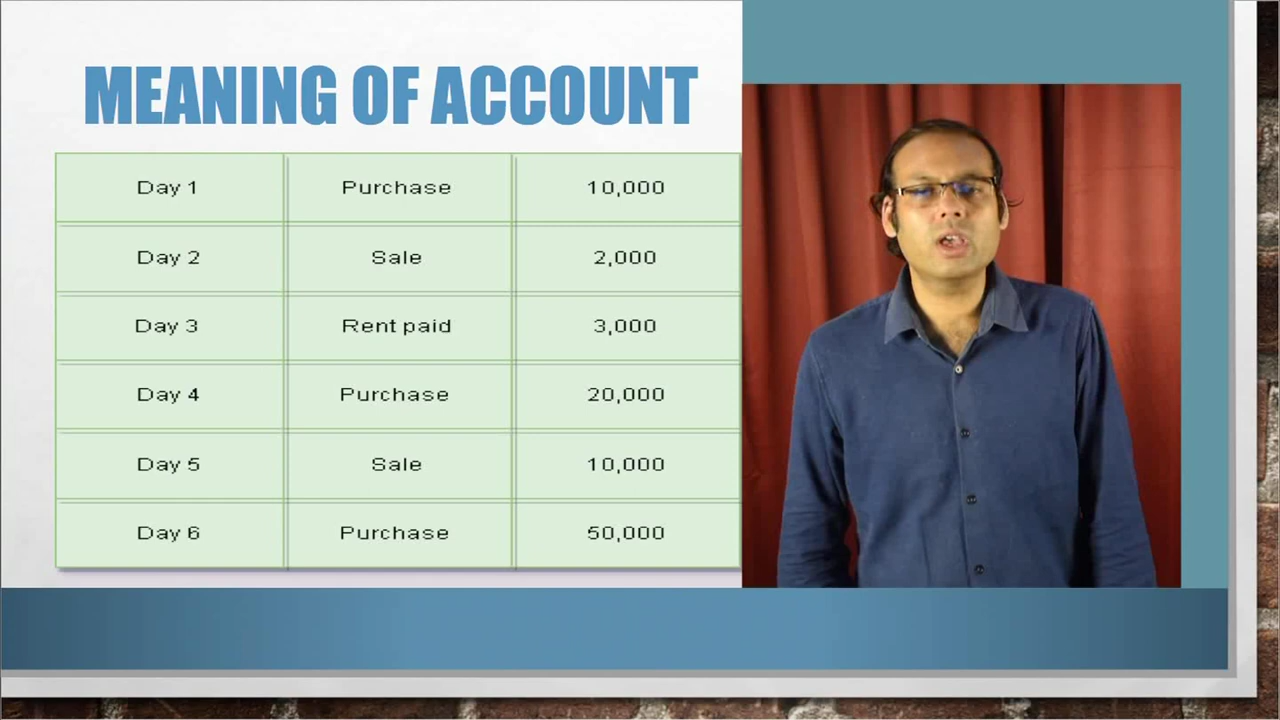 MEANING OF ACCOUNT
Day 1 Purchase 10,000
Day 2 Sale 2,000
Day 3 Rent paid 3,000
Day 4 Purchase 20,000
Day 5 Sale 10,000
Day 6 Purchase 50,000